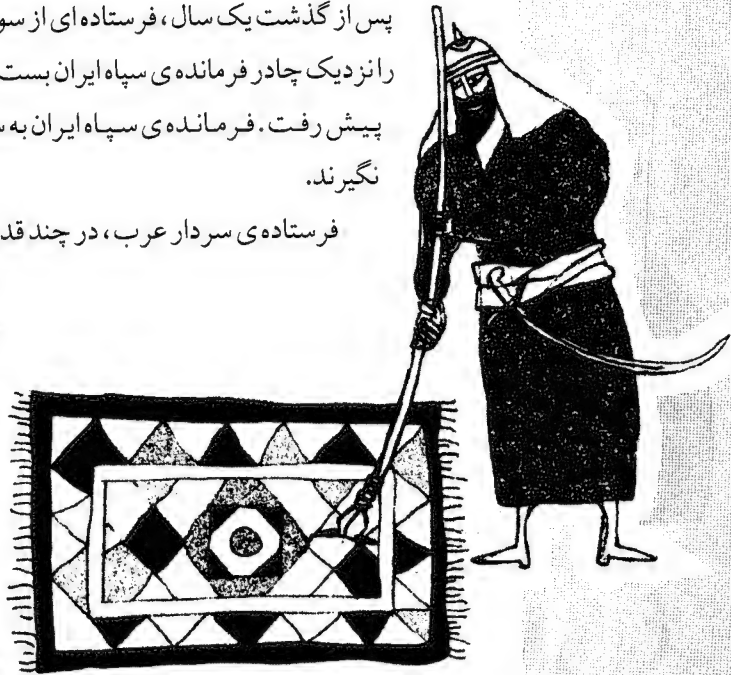 پس از گذشت یک سال، فرستاده ای از سو
را نزدیک چادر فرمانده ی سپاه ایران بست
پیش رفت. فرمانده ی سپاه ایران به س
نگیرند.
فرستاده ی سردار عرب، در چند قد